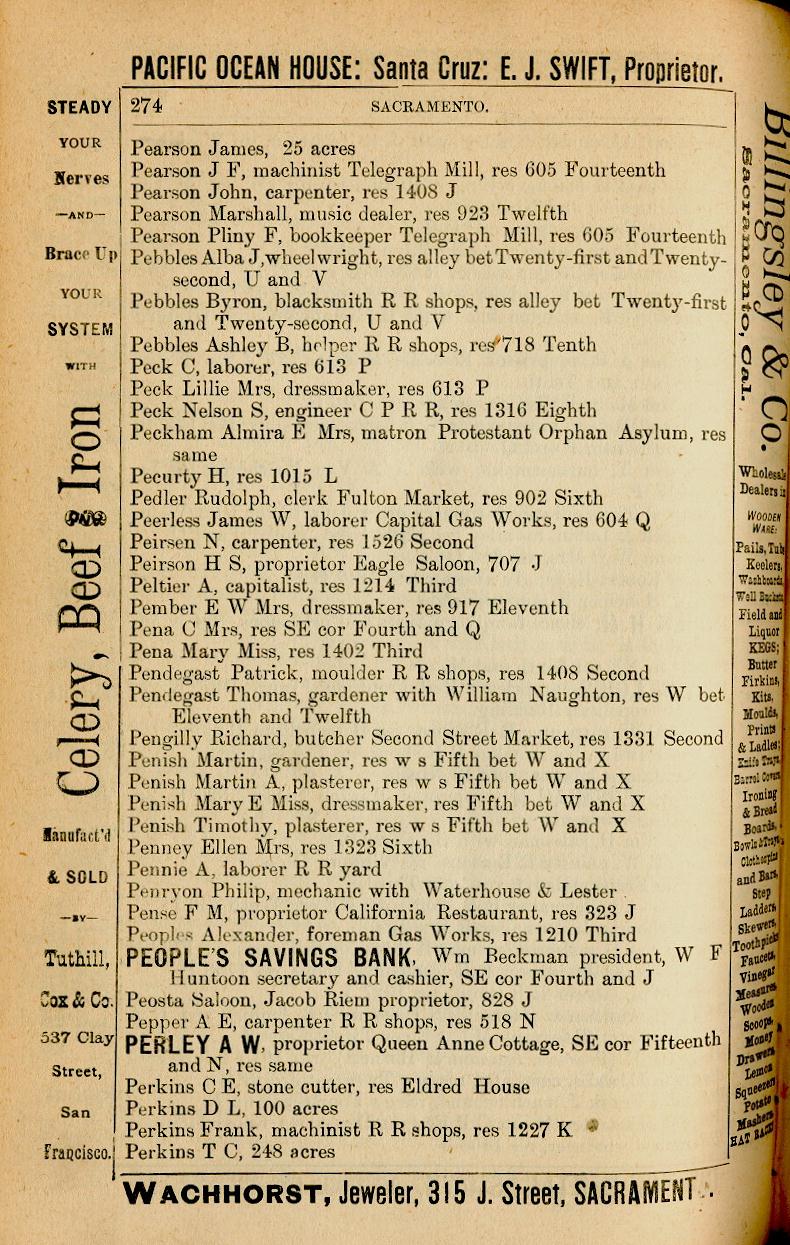 PACIFIC OCEAN HOUSE: Santa Cruz: E. J. SWIFT, Proprietor.
274 SACRAMENTO.
Pearson James, 25 acres
Pearson J F, machinist Telegraph Mill, res 605 Fourteenth
Pearson John, carpenter, res 1408 J
Pearson Marshall, music dealer, res 923 Twelfth
Pearson Pliny F, bookkeeper Telegraph Mill, res 605 Fourteenth
Pebbles Alba J, wheelwright, res alley bet Twenty-first and Twenty-
second, U and V
Pebbles Byron, blacksmith R R shops, res alley bet Twenty-first
and Twenty-second, U and V
Pebbles Ashley B, helper R R shops, res 718 Tenth
Peck C, laborer, res 613 P
Peck Lillie Mrs, dressmaker, res 613 P
Peck Nelson S, engineer C P R R, res 1316 Eighth
Peckham Almira E Mrs, matron Protestant Orphan Asylum, res
same
Pecurty H, res 1015 L
Pedler Rudolph, clerk Fulton Market, res 902 Sixth
Peerless James W, laborer Capital Gas Works, res 604 Q
Peirsen N, carpenter, res 1526 Second
Peirson H S, proprietor Eagle Saloon, 707 J
Peltier A, capitalist, res 1214 Third
Pember E W Mrs, dressmaker, res 917 Eleventh
Pena C Mrs, res SE cor Fourth and Q
Pena Mary Miss, res 1402 Third
Pendegast Patrick, moulder R R shops, res 1408 Second
Pendegast Thomas, gardener with William Naughton, res W bet
Eleventh and Twelfth
Pengilly Richard, butcher Second Street Market, res 1331 Second
Penish Martin, gardener, res w s Fifth bet W and X
Penish Martin A, plasterer, res w s Fifth bet W and X
Penish Mary E Miss, dressmaker, res Fifth bet W and X
Penish Timothy, plasterer, res w s Fifth bet W and X
Penney Ellen Mrs, res 1323 Sixth
Pennie A, laborer R R yard
Penryon Philip, mechanic with Waterhouse & Lester
Pense F M, proprietor California Restaurant, res 323 J
Peoples Alexander, foreman Gas Works, res 1210 Third
PEOPLE'S SAVINGS BANK, Wm Beckman president, W F
Huntoon secretary and cashier, SE cor Fourth and J
Peosta Saloon, Jacob Riem proprietor, 828 J
Pepper A E, carpenter R R shops, res 518 N
PERLEY A W, proprietor Queen Anne Cottage, SE cor Fifteenth
and N, res same
Perkins C E, stone cutter, res Eldred House
Perkins D L, 100 acres
Perkins Frank, machinist R R shops, res 1227 K
Perkins T C, 248 acres
WACHHORST, Jeweler, 315 J. Street, SACRAMENT
STEADY
YOUR
Nerves
—AND—
Brace Up
YOUR
SYSTEM
WITH
Celery, Beef and Iron
Manufact'd
& SOLD
—BY—
Tuthill,
Cox & Co.
537 Clay
Street,
San
Francisco.
Billingsley & Co.
Sacramento, Cal.
Wholesale
Dealers in
WOODEN
WARE:
Pails, Tubs
Keelers,
Washboards,
Well Buckets
Field and
Liquor
KEGS;
Butter
Firkins,
Kits,
Moulds,
Prints
& Ladles;
Knife Trays
Barrel Covers
Ironing
& Bread
Boards,
Bowls & Trays
Clothespins
and Bars,
Step
Ladders,
Skewers,
Toothpicks
Faucets,
Vinegar
Measures
Wooden
Scoops,
Money
Drawers
Lemon
Squeezers
Potato
Mashers
HAT RACKS